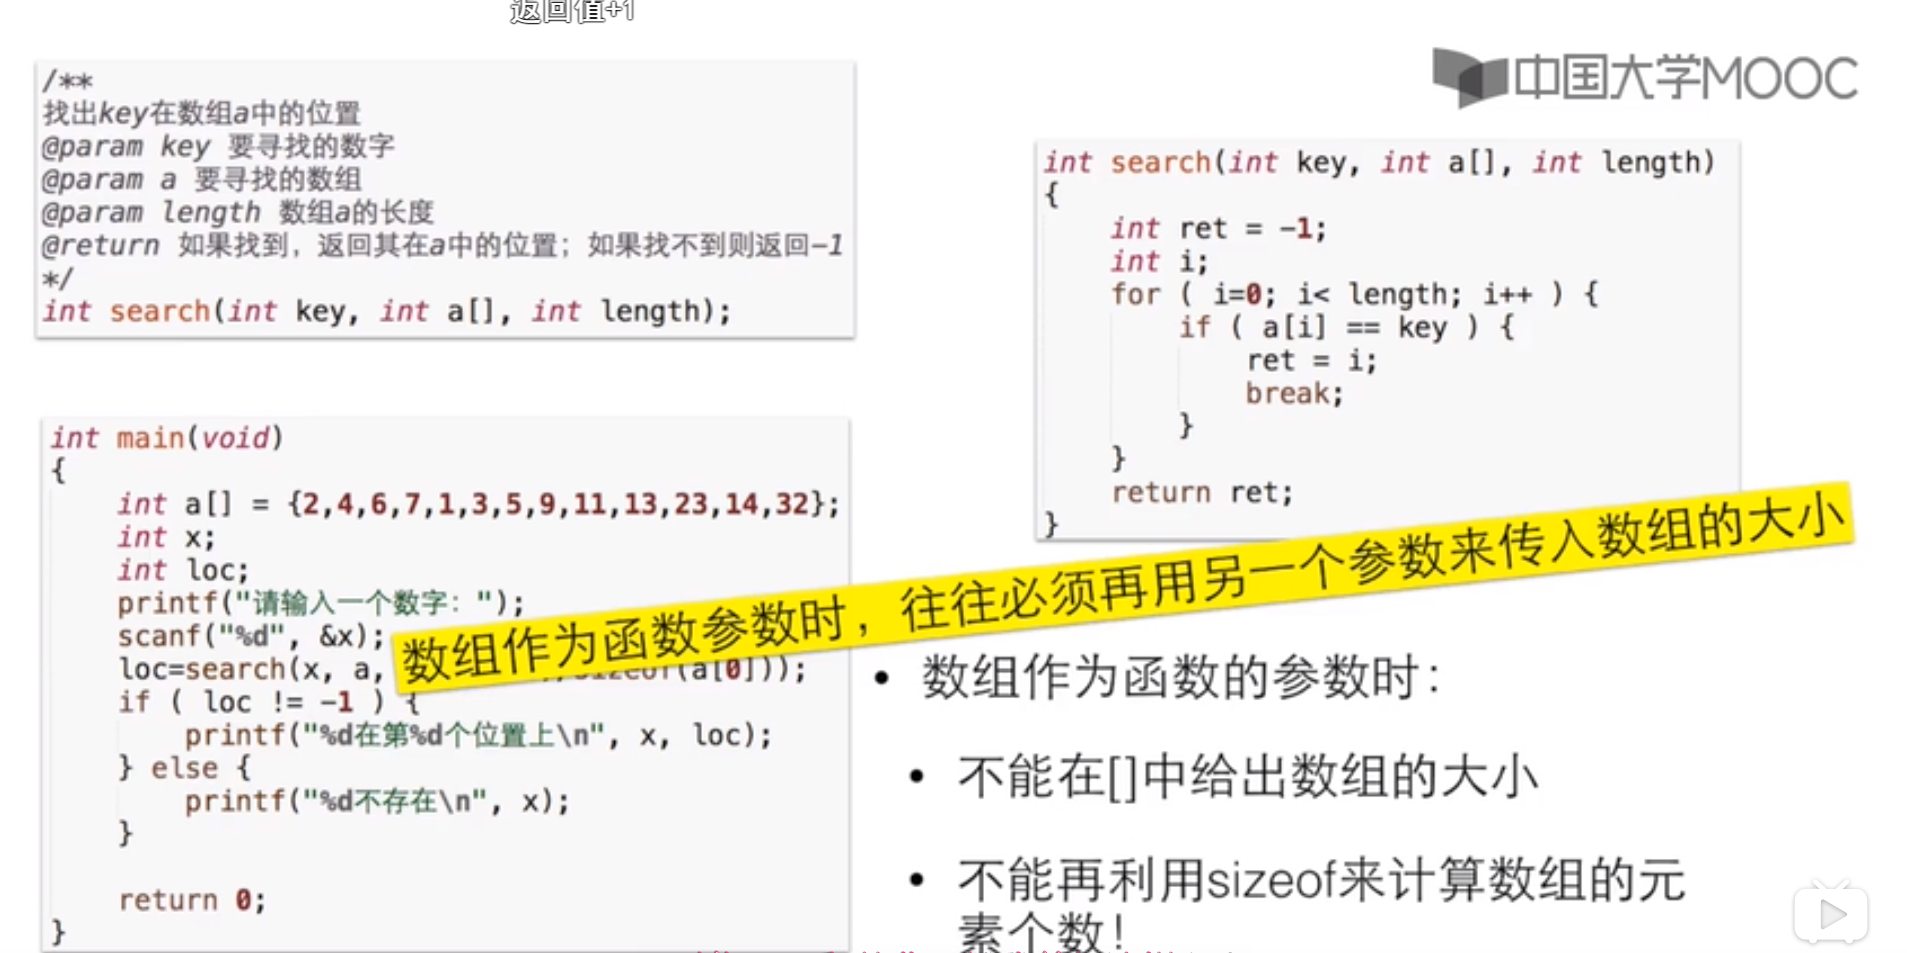 返回值+1
中国大学MOOC
/**
找出key在数组a中的位置
@param key 要寻找的数字
@param a 要寻找的数组
@param length 数组a的长度
@return 如果找到，返回其在a中的位置；如果找不到则返回-1
*/
int search(int key, int a[], int length);
int search(int key, int a[], int length)
{
    int ret = -1;
    int i;
    for ( i=0; i< length; i++ ) {
        if ( a[i] == key ) {
            ret = i;
            break;
        }
    }
    return ret;
}
int main(void)
{
    int a[] = {2,4,6,7,1,3,5,9,11,13,23,14,32};
    int x;
    int loc;
    printf("请输入一个数字：");
    scanf("%d", &x);
    loc=search(x, a, /sizeof(a[0]));
    if ( loc != -1 ) {
        printf("%d在第%d个位置上\n", x, loc);
    } else {
        printf("%d不存在\n", x);
    }
    return 0;
}
数组作为函数参数时，往往必须再用另一个参数来传入数组的大小
• 数组作为函数的参数时：
• 不能在[]中给出数组的大小
• 不能再利用sizeof来计算数组的元
素个数！